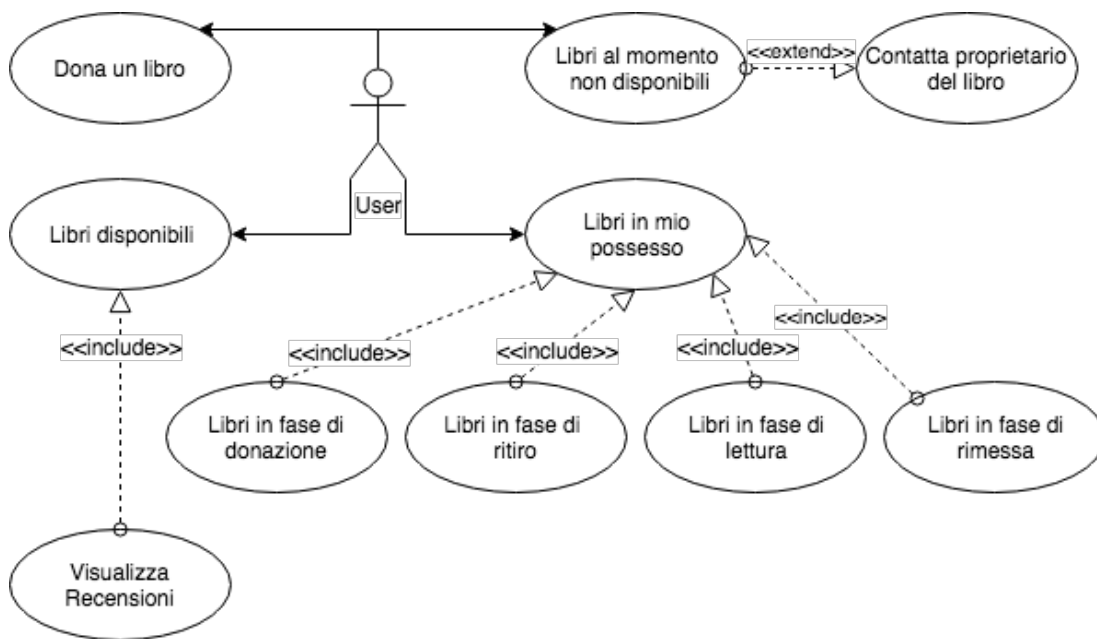 Dona un libro
Libri al momento
non disponibili
<<extend>>
Contatta proprietario
del libro
User
Libri disponibili
Libri in mio
possesso
<<include>>
<<include>>
<<include>>
<<include>>
<<include>>
Libri in fase di
donazione
Libri in fase di
ritiro
Libri in fase di
lettura
Libri in fase di
rimessa
Visualizza
Recensioni